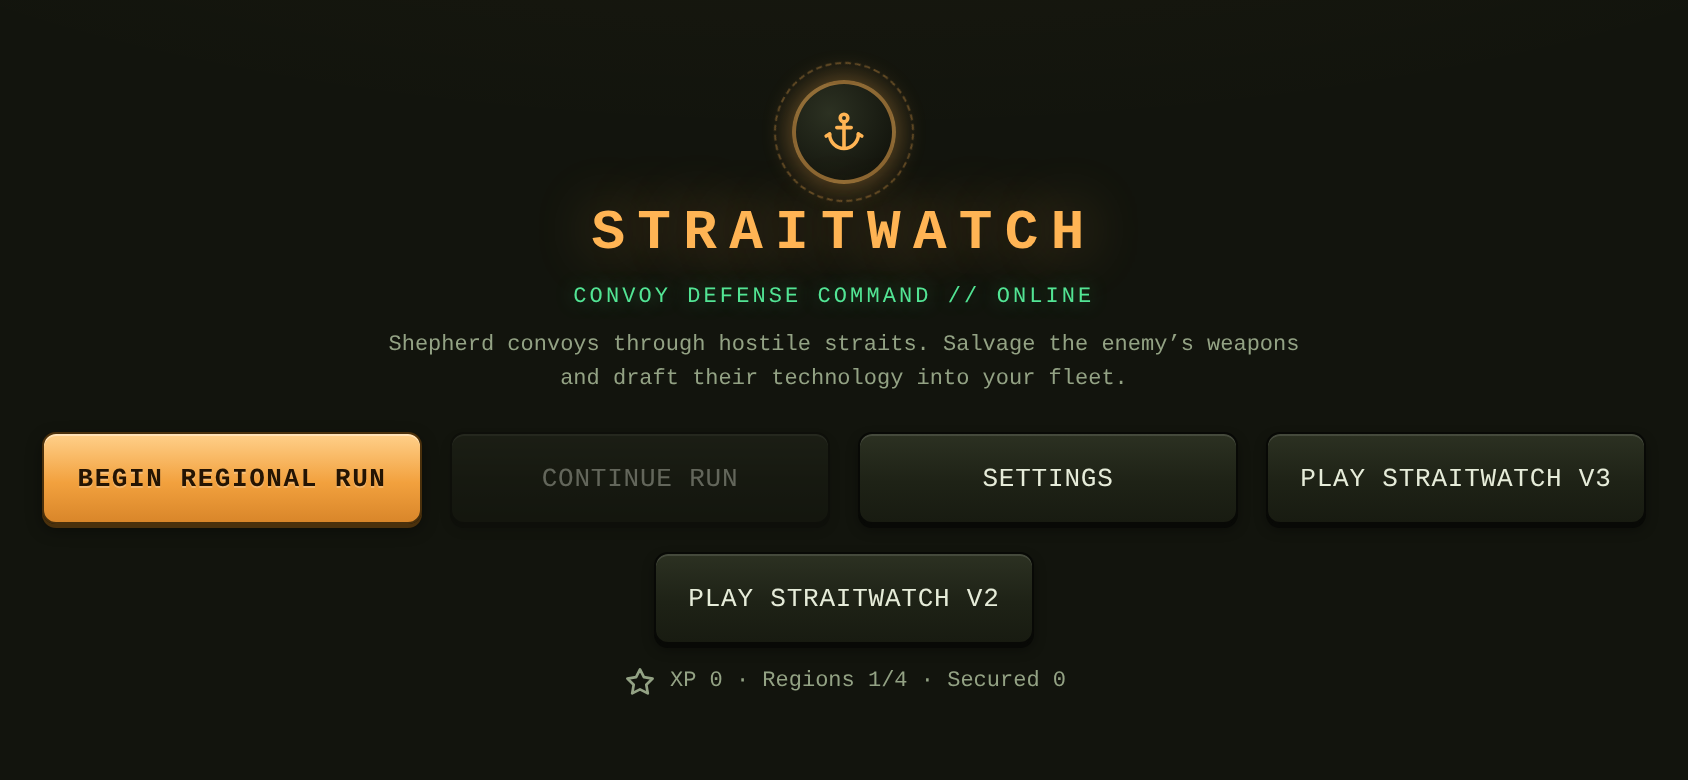 STRAITWATCH
CONVOY DEFENSE COMMAND // ONLINE
Shepherd convoys through hostile straits. Salvage the enemy’s weapons
and draft their technology into your fleet.
BEGIN REGIONAL RUN
CONTINUE RUN
SETTINGS
PLAY STRAITWATCH V3
PLAY STRAITWATCH V2
XP 0 · Regions 1/4 · Secured 0